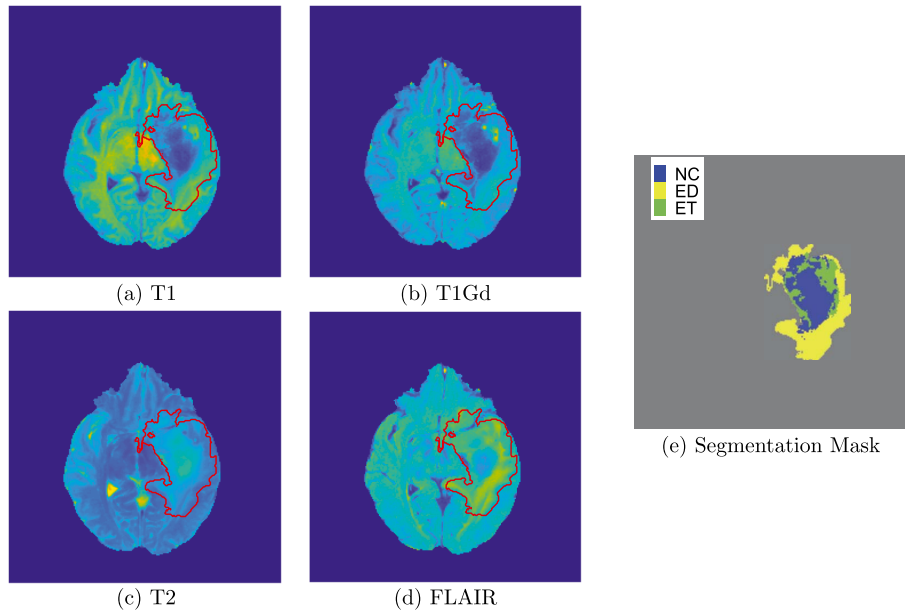 (a) T1
(b) T1Gd
NC
ED
ET
(c) T2
(d) FLAIR
(e) Segmentation Mask